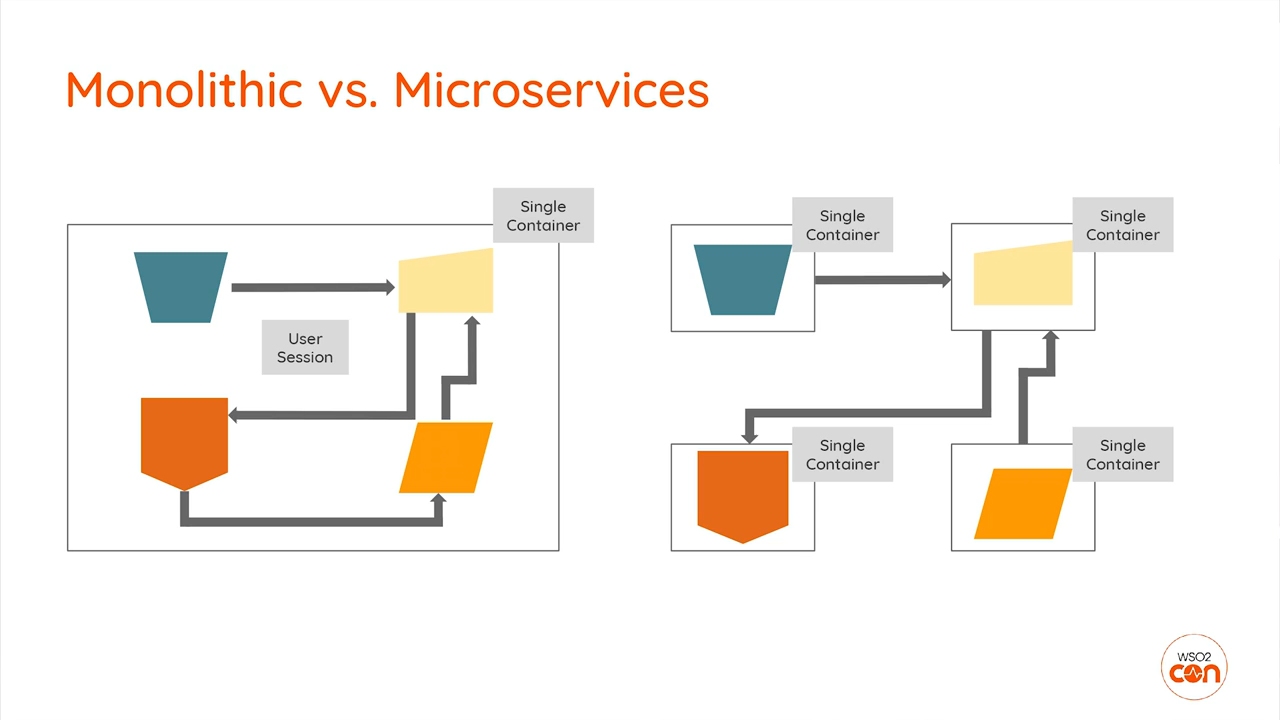 Monolithic vs. Microservices
Single
Container
User
Session
Single
Container
Single
Container
Single
Container
Single
Container
WSO2
con